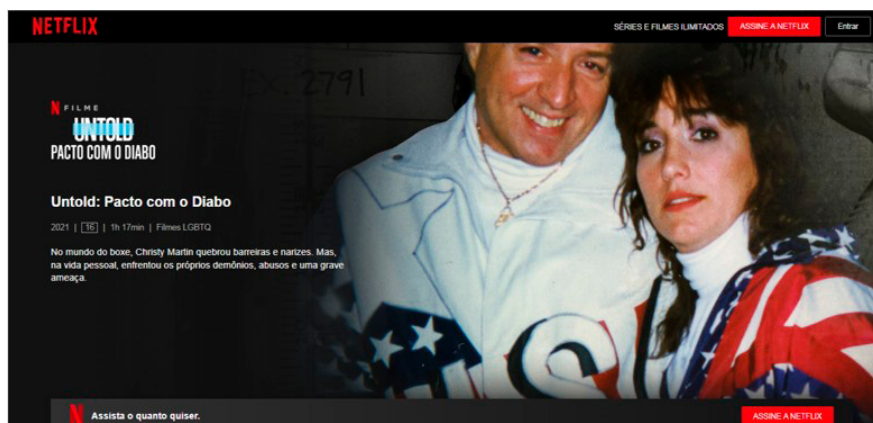 NETFLIX
SÉRIES E FILMES ILIMITADOS
ASSINE A NETFLIX
Entrar
EX. 2791
N FILME
UNTOLD
PACTO COM O DIABO
Untold: Pacto com o Diabo
2021 | 16 | 1h 17min | Filmes LGBTQ
No mundo do boxe, Christy Martin quebrou barreiras e narizes. Mas,
na vida pessoal, enfrentou os próprios demônios, abusos e uma grave
ameaça.
N
Assista o quanto quiser.
ASSINE A NETFLIX